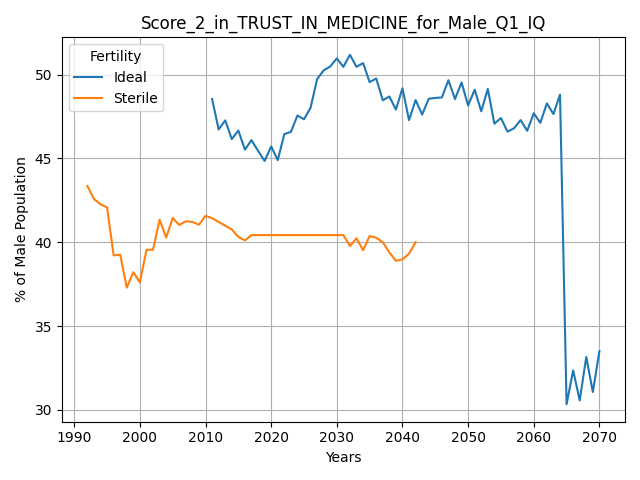 Score_2_in_TRUST_IN_MEDICINE_for_Male_Q1_IQ
Fertility
Ideal
Sterile
% of Male Population
50
45
40
35
30
1990 2000 2010 2020 2030 2040 2050 2060 2070
Years